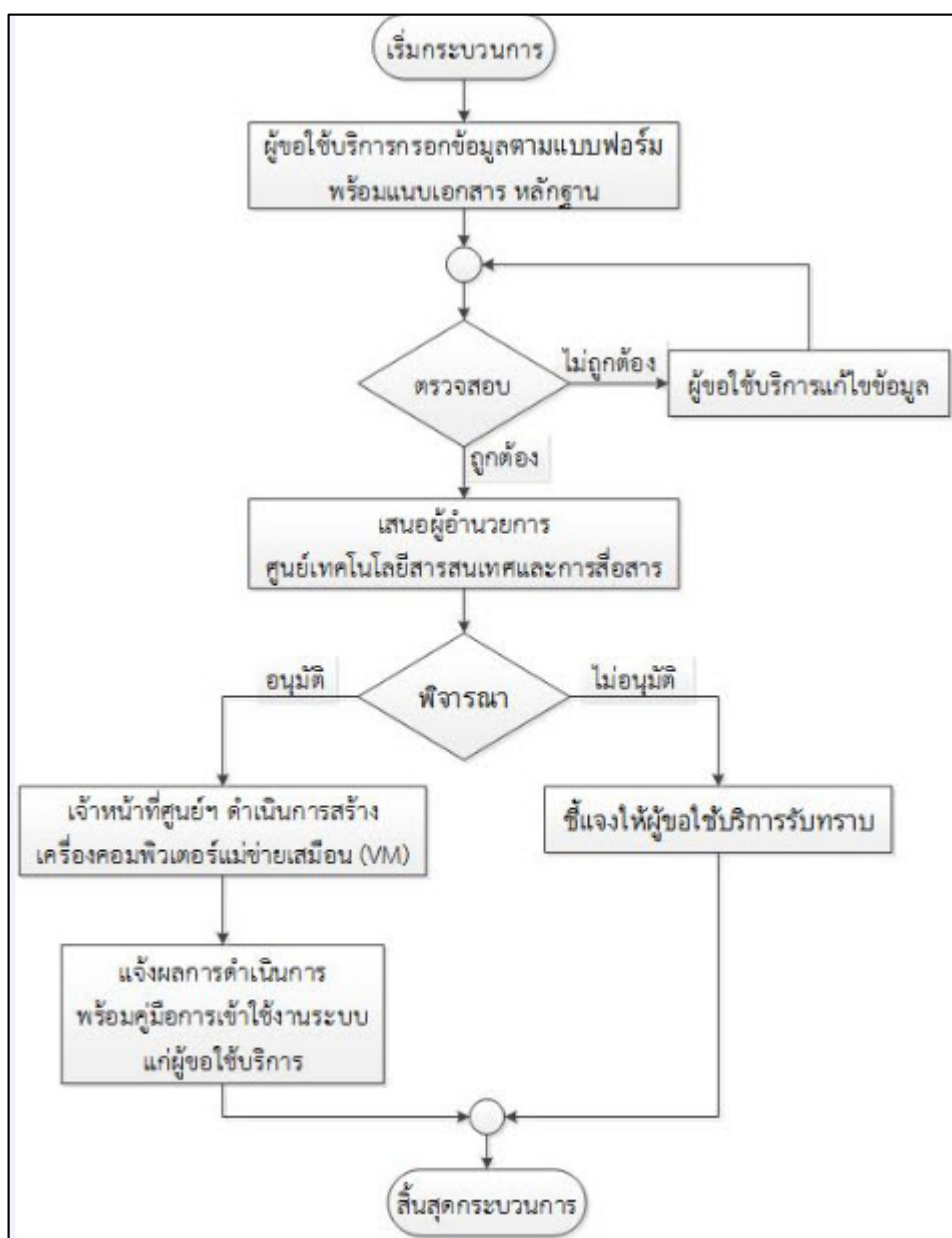 เริ่มกระบวนการ
ผู้ขอใช้บริการกรอกข้อมูลตามแบบฟอร์ม
พร้อมแนบเอกสาร หลักฐาน
ตรวจสอบ
ไม่ถูกต้อง
ผู้ขอใช้บริการแก้ไขข้อมูล
ถูกต้อง
เสนอผู้อำนวยการ
ศูนย์เทคโนโลยีสารสนเทศและการสื่อสาร
พิจารณา
อนุมัติ
ไม่อนุมัติ
เจ้าหน้าที่ศูนย์ฯ ดำเนินการสร้าง
เครื่องคอมพิวเตอร์แม่ข่ายเสมือน (VM)
ชี้แจงให้ผู้ขอใช้บริการรับทราบ
แจ้งผลการดำเนินการ
พร้อมคู่มือการเข้าใช้งานระบบ
แก่ผู้ขอใช้บริการ
สิ้นสุดกระบวนการ